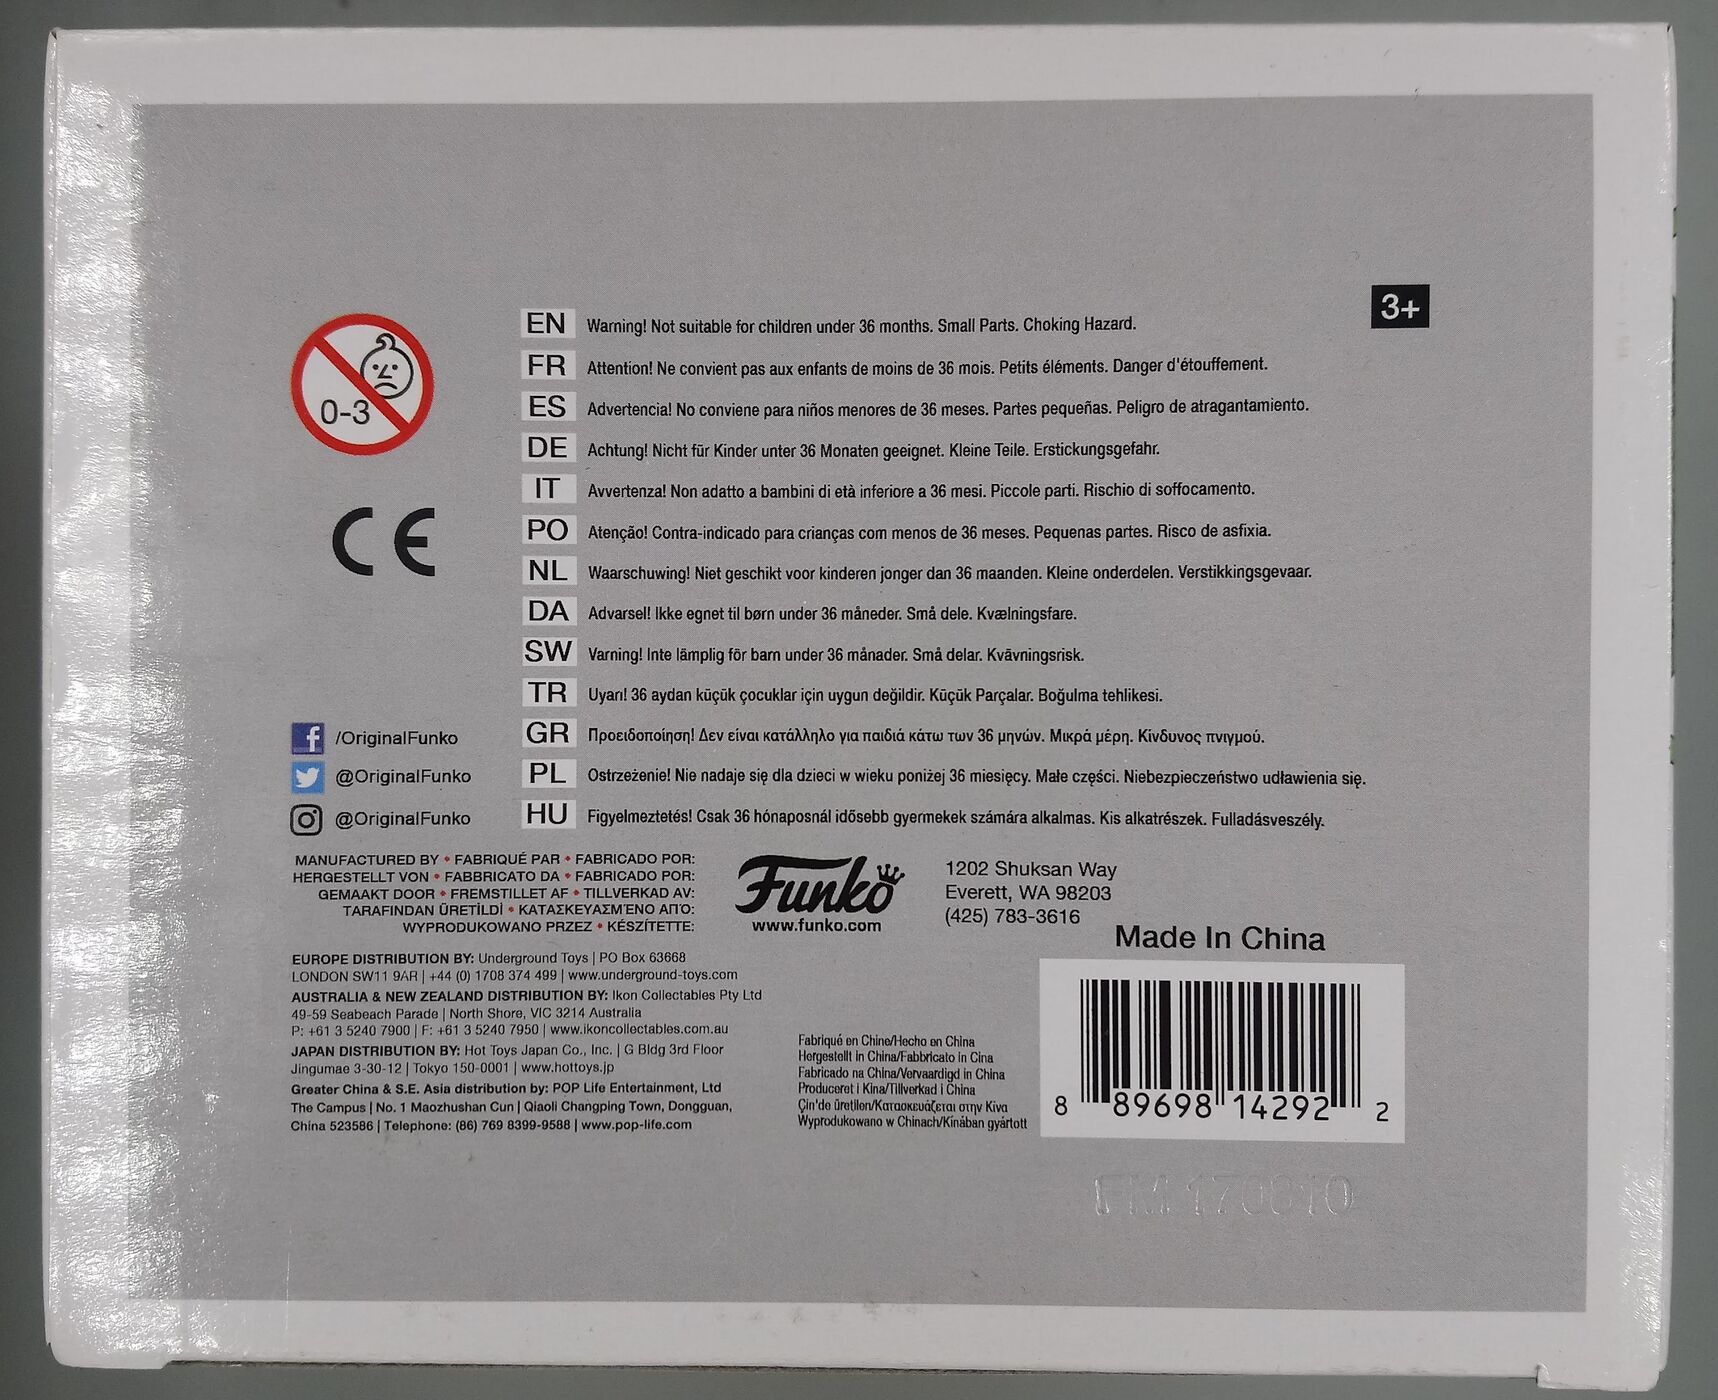 3+
0-3
CE
EN Warning! Not suitable for children under 36 months. Small Parts. Choking Hazard.
FR Attention! Ne convient pas aux enfants de moins de 36 mois. Petits éléments. Danger d'étouffement.
ES Advertencia! No conviene para niños menores de 36 meses. Partes pequeñas. Peligro de atragantamiento.
DE Achtung! Nicht für Kinder unter 36 Monaten geeignet. Kleine Teile. Erstickungsgefahr.
IT Avvertenza! Non adatto a bambini di età inferiore a 36 mesi. Piccole parti. Rischio di soffocamento.
PO Atenção! Contra-indicado para crianças com menos de 36 meses. Pequenas partes. Risco de asfixia.
NL Waarschuwing! Niet geschikt voor kinderen jonger dan 36 maanden. Kleine onderdelen. Verstikkingsgevaar.
DA Advarsel! Ikke egnet til børn under 36 måneder. Små dele. Kvælningsfare.
SW Varning! Inte lämplig för barn under 36 månader. Små delar. Kvävningsrisk.
TR Uyarı! 36 aydan küçük çocuklar için uygun değildir. Küçük Parçalar. Boğulma tehlikesi.
GR Προειδοποίηση! Δεν είναι κατάλληλο για παιδιά κάτω των 36 μηνών. Μικρά μέρη. Κίνδυνος πνιγμού.
PL Ostrzeżenie! Nie nadaje się dla dzieci w wieku poniżej 36 miesięcy. Małe części. Niebezpieczeństwo udławienia się.
HU Figyelmeztetés! Csak 36 hónaposnál idősebb gyermekek számára alkalmas. Kis alkatrészek. Fulladásveszély.
/OriginalFunko
@OriginalFunko
@OriginalFunko
MANUFACTURED BY • FABRIQUÉ PAR • FABRICADO POR:
HERGESTELLT VON • FABBRICATO DA • FABRICADO POR:
GEMAAKT DOOR • FREMSTILLET AF • TILLVERKAD AV:
TARAFINDAN ÜRETİLDİ • ΚΑΤΑΣΚΕΥΑΣΜΈΝΟ ΑΠΌ:
WYPRODUKOWANO PRZEZ • KÉSZÍTETTE:
Funko
www.funko.com
1202 Shuksan Way
Everett, WA 98203
(425) 783-3616
Made In China
EUROPE DISTRIBUTION BY: Underground Toys | PO Box 63668
LONDON SW11 9AR | +44 (0) 1708 374 499 | www.underground-toys.com
AUSTRALIA & NEW ZEALAND DISTRIBUTION BY: Ikon Collectables Pty Ltd
49-59 Seabeach Parade | North Shore, VIC 3214 Australia
P: +61 3 5240 7900 | F: +61 3 5240 7950 | www.ikoncollectables.com.au
JAPAN DISTRIBUTION BY: Hot Toys Japan Co., Inc. | G Bldg 3rd Floor
Jingumae 3-30-12 | Tokyo 150-0001 | www.hottoys.jp
Greater China & S.E. Asia distribution by: POP Life Entertainment, Ltd
The Campus | No. 1 Maozhushan Cun | Qiaoli Changping Town, Dongguan,
China 523586 | Telephone: (86) 769 8399-9588 | www.pop-life.com
Fabriqué en Chine/Hecho en China
Hergestellt in China/Fabbricato in Cina
Fabricado na China/Vervaardigd in China
Produceret i Kina/Tillverkad i China
Çin'de üretilen/Κατασκευάζεται στην Κίνα
Wyprodukowano w Chinach/Kínában gyártott
8 89698 14292 2